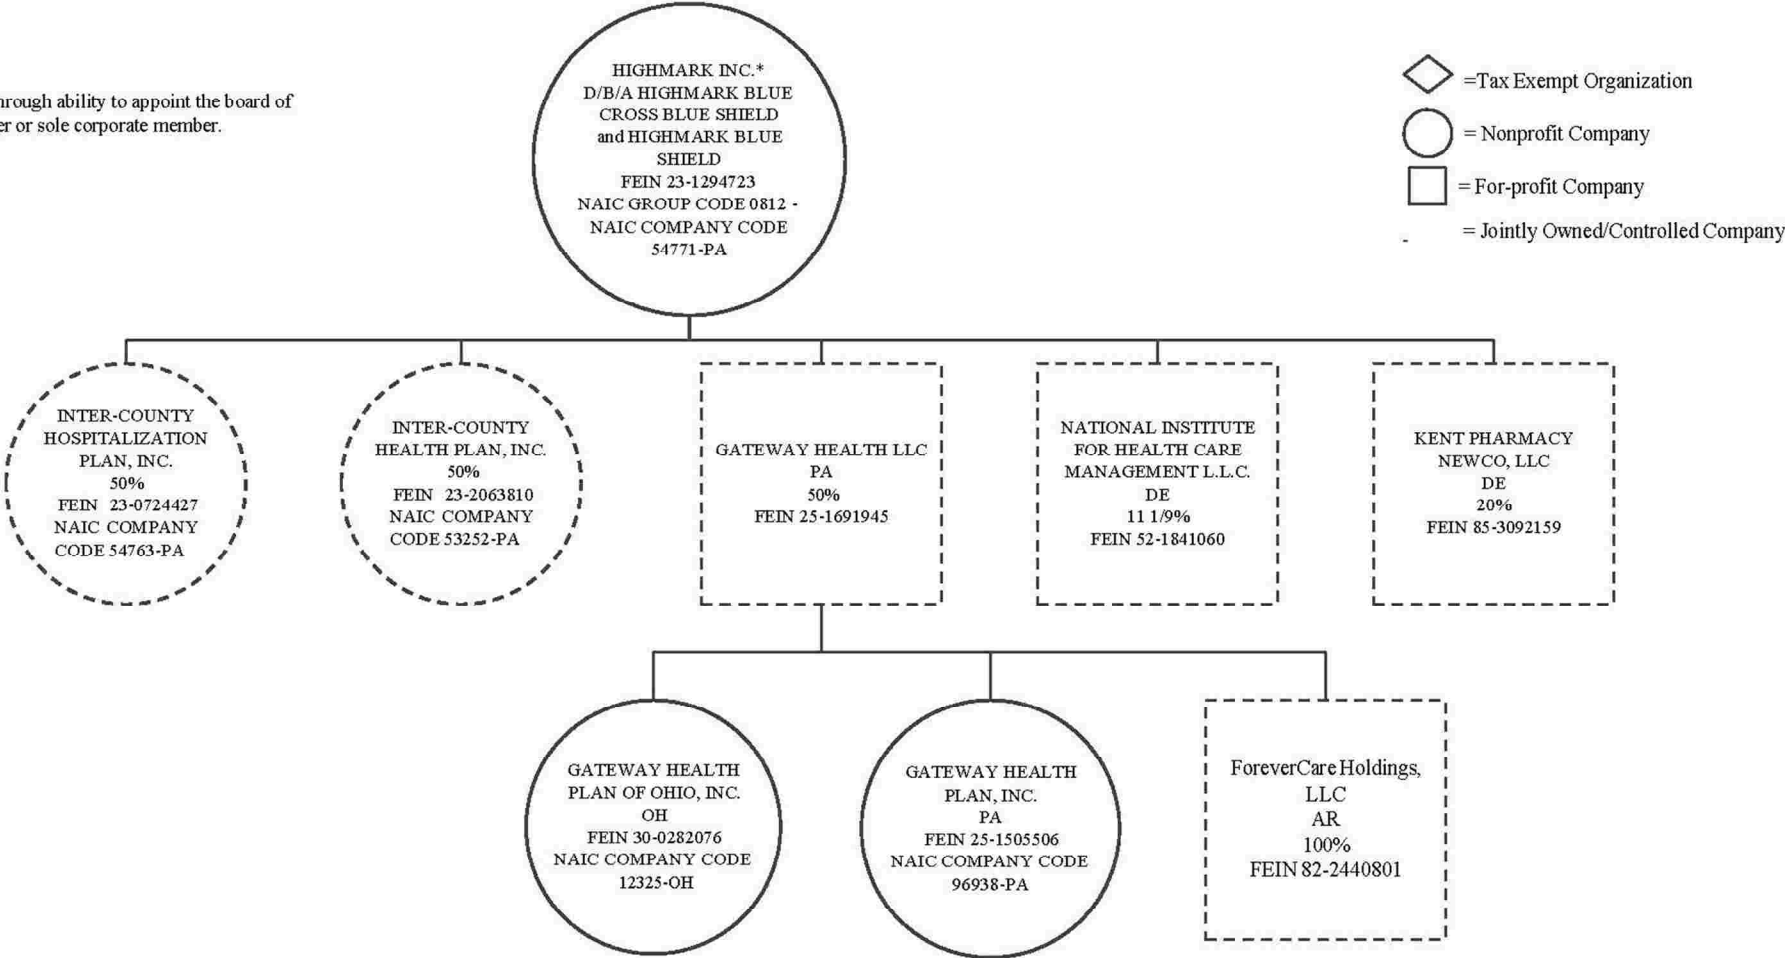 hrough ability to appoint the board of
er or sole corporate member.
HIGHMARK INC.*
D/B/A HIGHMARK BLUE
CROSS BLUE SHIELD
and HIGHMARK BLUE
SHIELD
FEIN 23-1294723
NAIC GROUP CODE 0812 -
NAIC COMPANY CODE
54771-PA
=Tax Exempt Organization
= Nonprofit Company
= For-profit Company
= Jointly Owned/Controlled Company
INTER-COUNTY
HOSPITALIZATION
PLAN, INC.
50%
FEIN 23-0724427
NAIC COMPANY
CODE 54763-PA
INTER-COUNTY
HEALTH PLAN, INC.
50%
FEIN 23-2063810
NAIC COMPANY
CODE 53252-PA
GATEWAY HEALTH LLC
PA
50%
FEIN 25-1691945
NATIONAL INSTITUTE
FOR HEALTH CARE
MANAGEMENT L.L.C.
DE
11 1/9%
FEIN 52-1841060
KENT PHARMACY
NEWCO, LLC
DE
20%
FEIN 85-3092159
GATEWAY HEALTH
PLAN OF OHIO, INC.
OH
FEIN 30-0282076
NAIC COMPANY CODE
12325-OH
GATEWAY HEALTH
PLAN, INC.
PA
FEIN 25-1505506
NAIC COMPANY CODE
96938-PA
ForeverCare Holdings,
LLC
AR
100%
FEIN 82-2440801